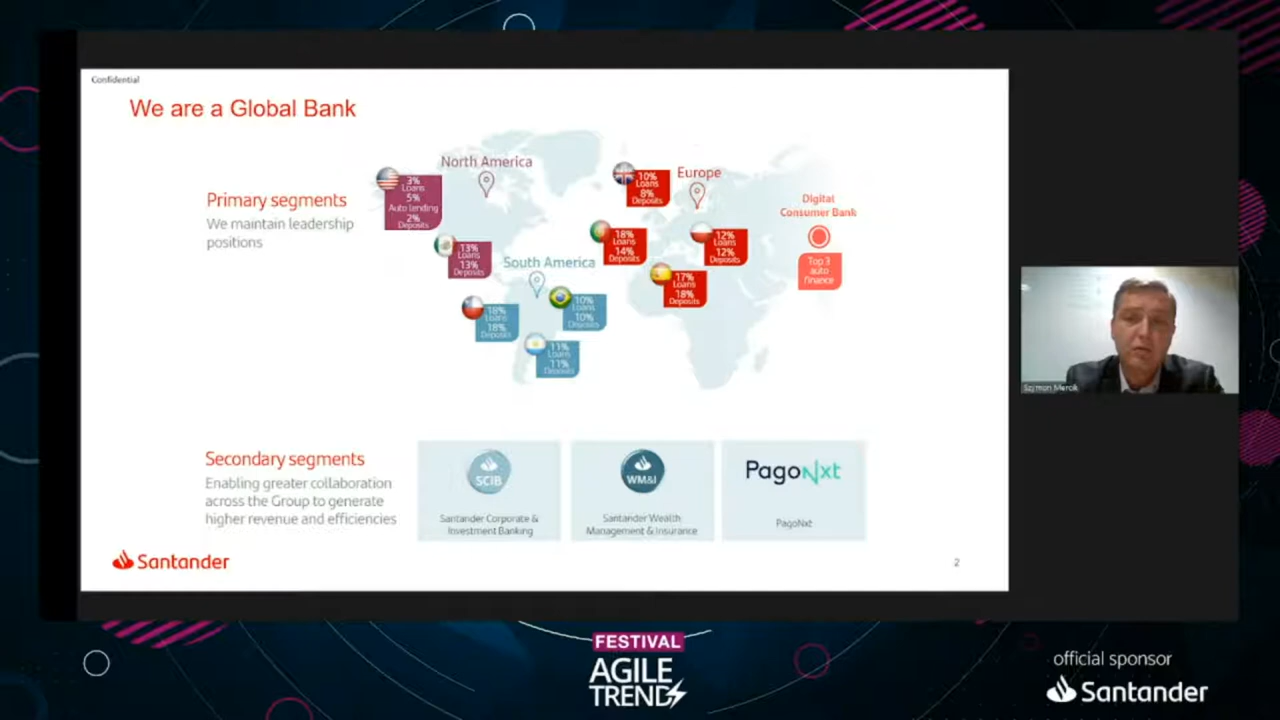 Confidential
We are a Global Bank
Primary segments
We maintain leadership
positions
North America
3%
Loans
5%
Auto lending
2%
Deposits
13%
Loans
13%
Deposits
South America
18%
Loans
18%
Deposits
10%
Loans
10%
Deposits
11%
Loans
11%
Deposits
Europe
10%
Loans
8%
Deposits
18%
Loans
14%
Deposits
12%
Loans
12%
Deposits
17%
Loans
18%
Deposits
Digital
Consumer Bank
Top 3
auto
finance
Secondary segments
Enabling greater collaboration
across the Group to generate
higher revenue and efficiencies
SCIB
Santander Corporate &
Investment Banking
WM&I
Santander Wealth
Management & Insurance
PagoNxt
PagoNxt
Santander
2
FESTIVAL
AGILE
TRENDS
official sponsor
Santander